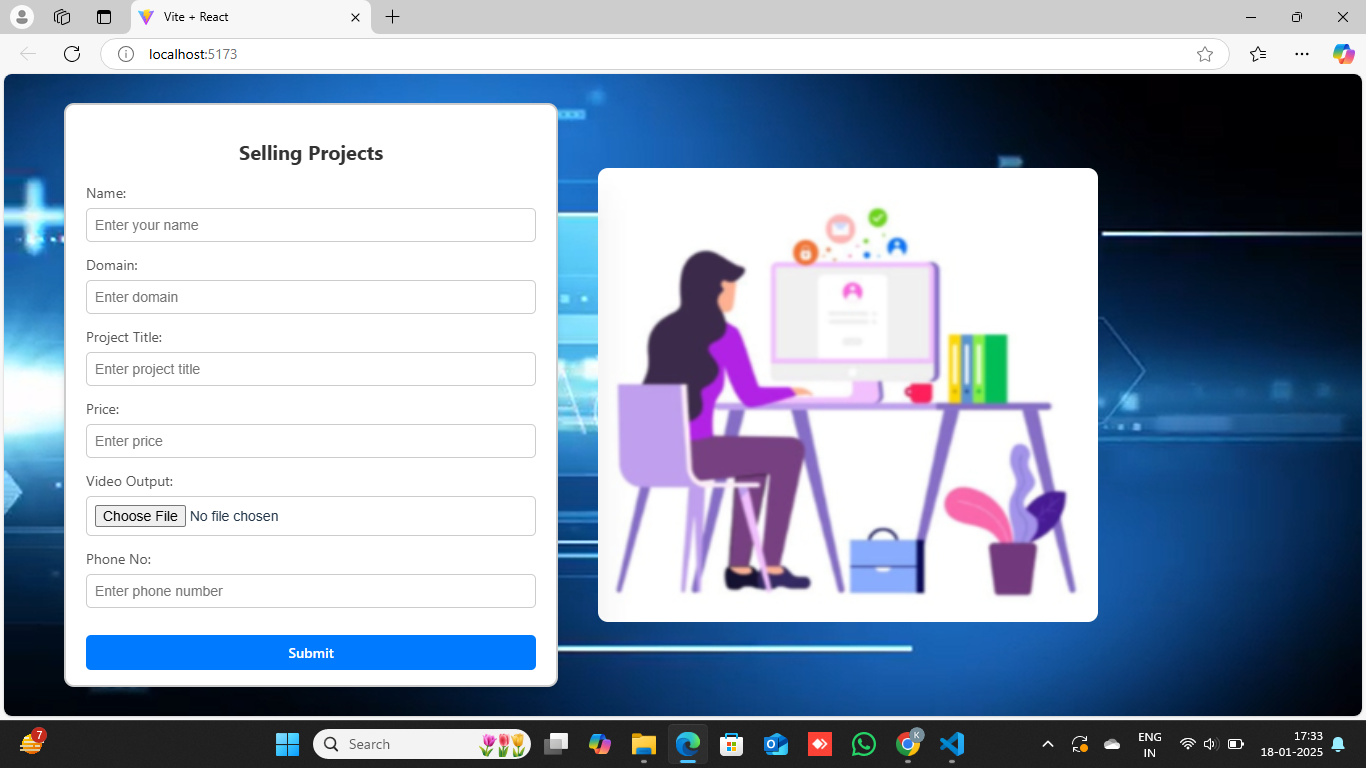 Vite + React
localhost:5173
Selling Projects
Name:
Enter your name
Domain:
Enter domain
Project Title:
Enter project title
Price:
Enter price
Video Output:
Choose File No file chosen
Phone No:
Enter phone number
Submit
7
Search
K
ENG
IN
17:33
18-01-2025